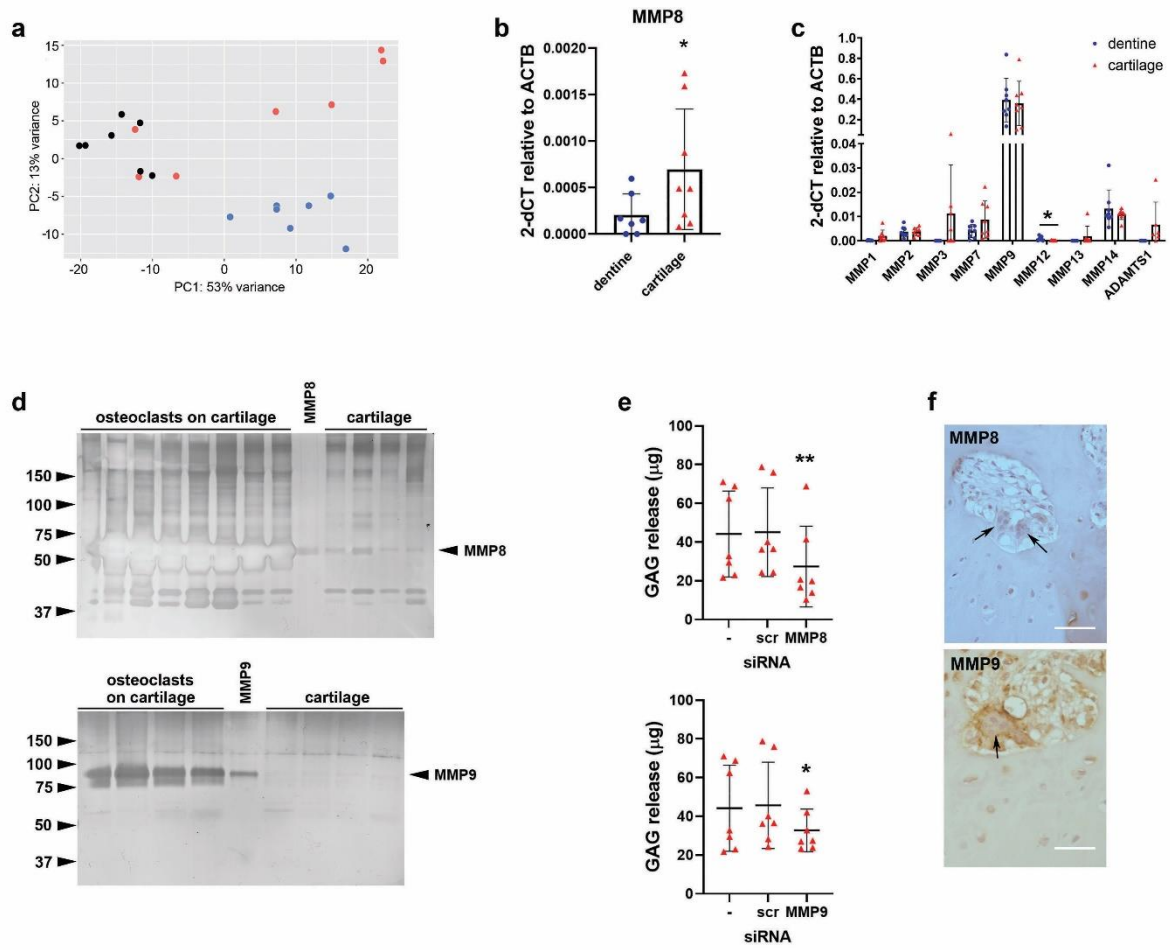 a
15
10
5
0
-5
-10
PC2: 13% variance
-20 -10 0 10 20
PC1: 53% variance
b
MMP8
*
0.0020
0.0015
0.0010
0.0005
0.0000
2-dCT relative to ACTB
dentine
cartilage
c
dentine
cartilage
1.0
0.8
0.6
0.4
0.2
0.04
0.03
0.02
0.01
0.00
2-dCT relative to ACTB
*
MMP1
MMP2
MMP3
MMP7
MMP9
MMP12
MMP13
MMP14
ADAMTS1
d
osteoclasts on cartilage MMP8 cartilage
150
100
75
50
37
MMP8
osteoclasts
on cartilage
MMP9
cartilage
150
100
75
50
37
MMP9
e
100
80
60
40
20
0
GAG release (μg)
**
- scr MMP8
siRNA
100
80
60
40
20
0
GAG release (μg)
*
- scr MMP9
siRNA
f
MMP8
MMP9